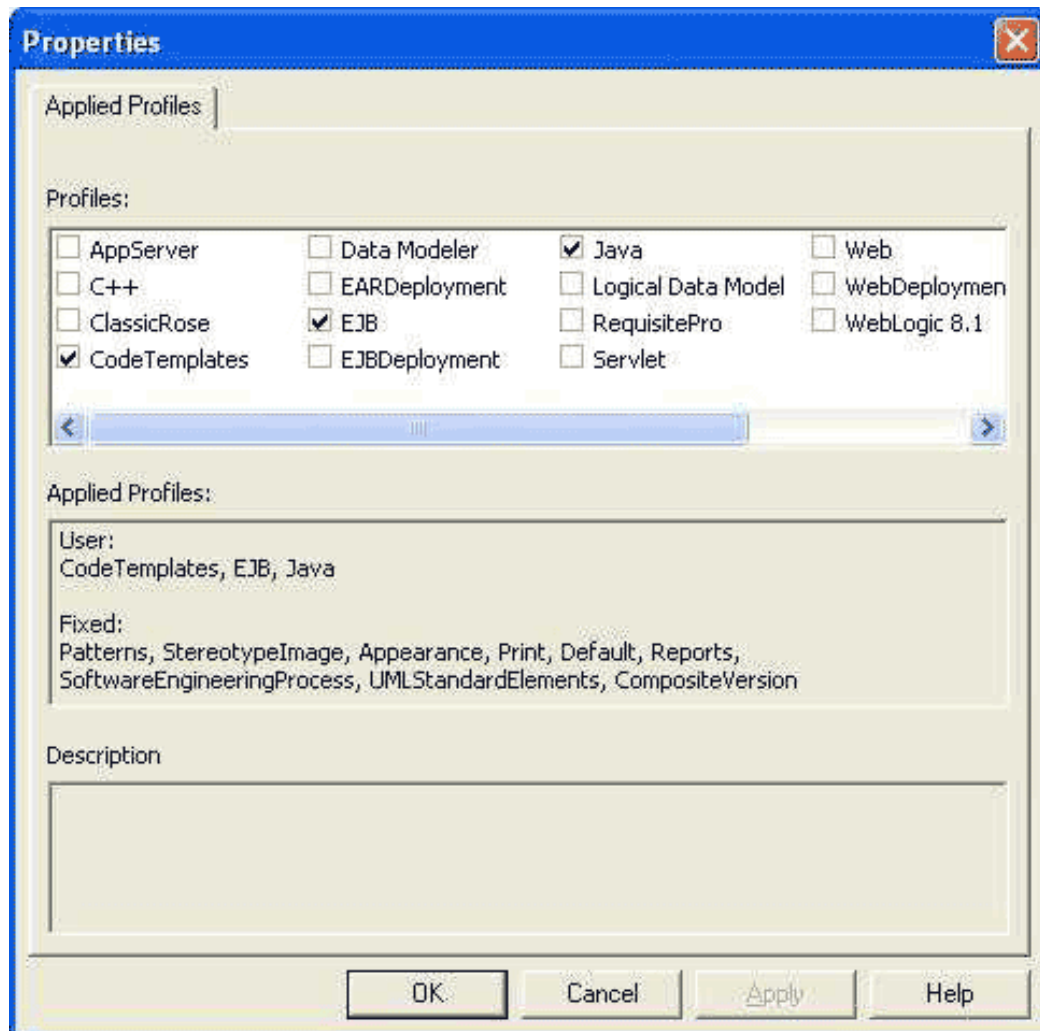 Properties
Applied Profiles
Profiles:
AppServer Data Modeler Java Web
C++ EARDeployment Logical Data Model WebDeploymen
ClassicRose EJB RequisitePro WebLogic 8.1
CodeTemplates EJBDeployment Servlet
Applied Profiles:
User:
CodeTemplates, EJB, Java
Fixed:
Patterns, StereotypeImage, Appearance, Print, Default, Reports,
SoftwareEngineeringProcess, UMLStandardElements, CompositeVersion
Description
OK Cancel Apply Help